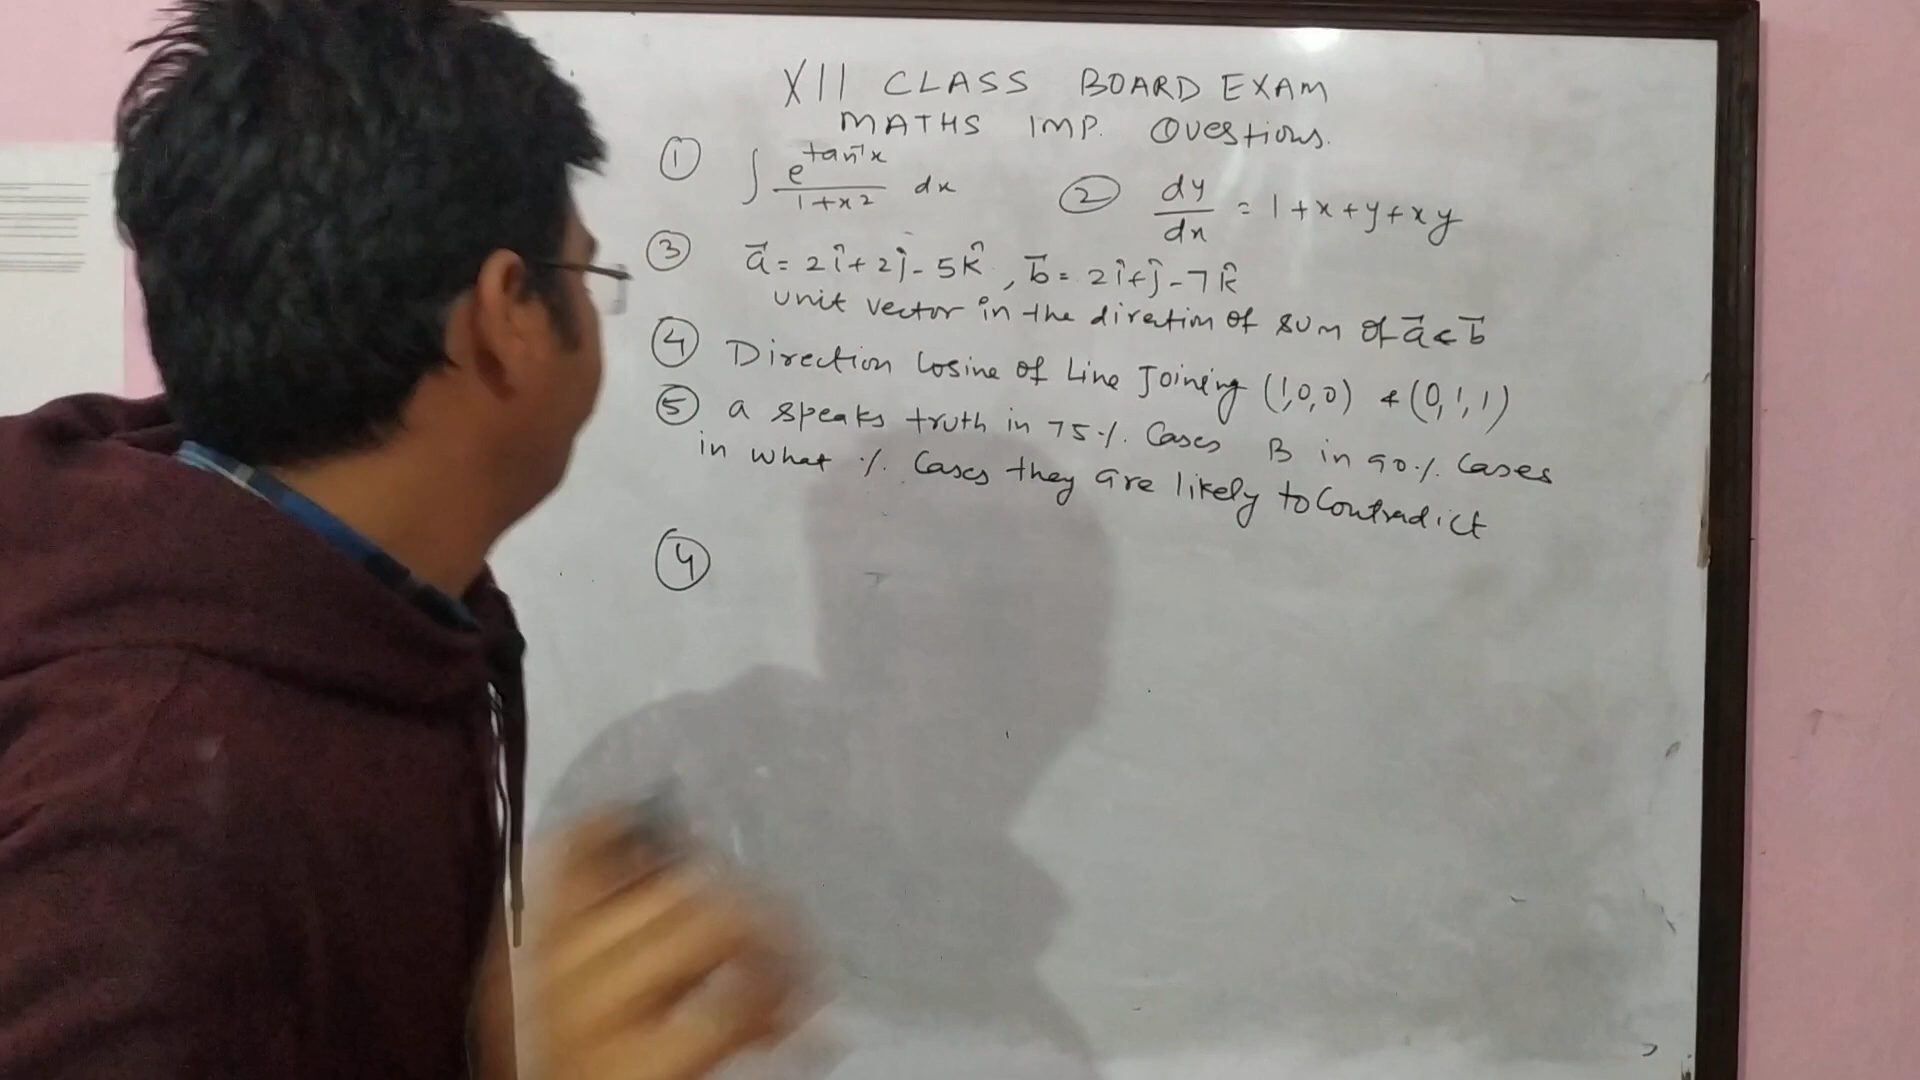 XII CLASS BOARD EXAM
MATHS IMP. QUESTIONS.
① ∫ e^tan⁻¹x / 1+x² dx ② dy/dx = 1+x+y+xy
③ a⃗ = 2î+2ĵ-5k̂, b⃗ = 2î+ĵ-7k̂
unit vector in the direction of sum of a⃗ & b⃗
④ Direction Cosine of Line Joining (1,0,0) & (0,1,1)
⑤ a speaks truth in 75% Cases B in 90% Cases
in what % Cases they are likely to Contradict
④